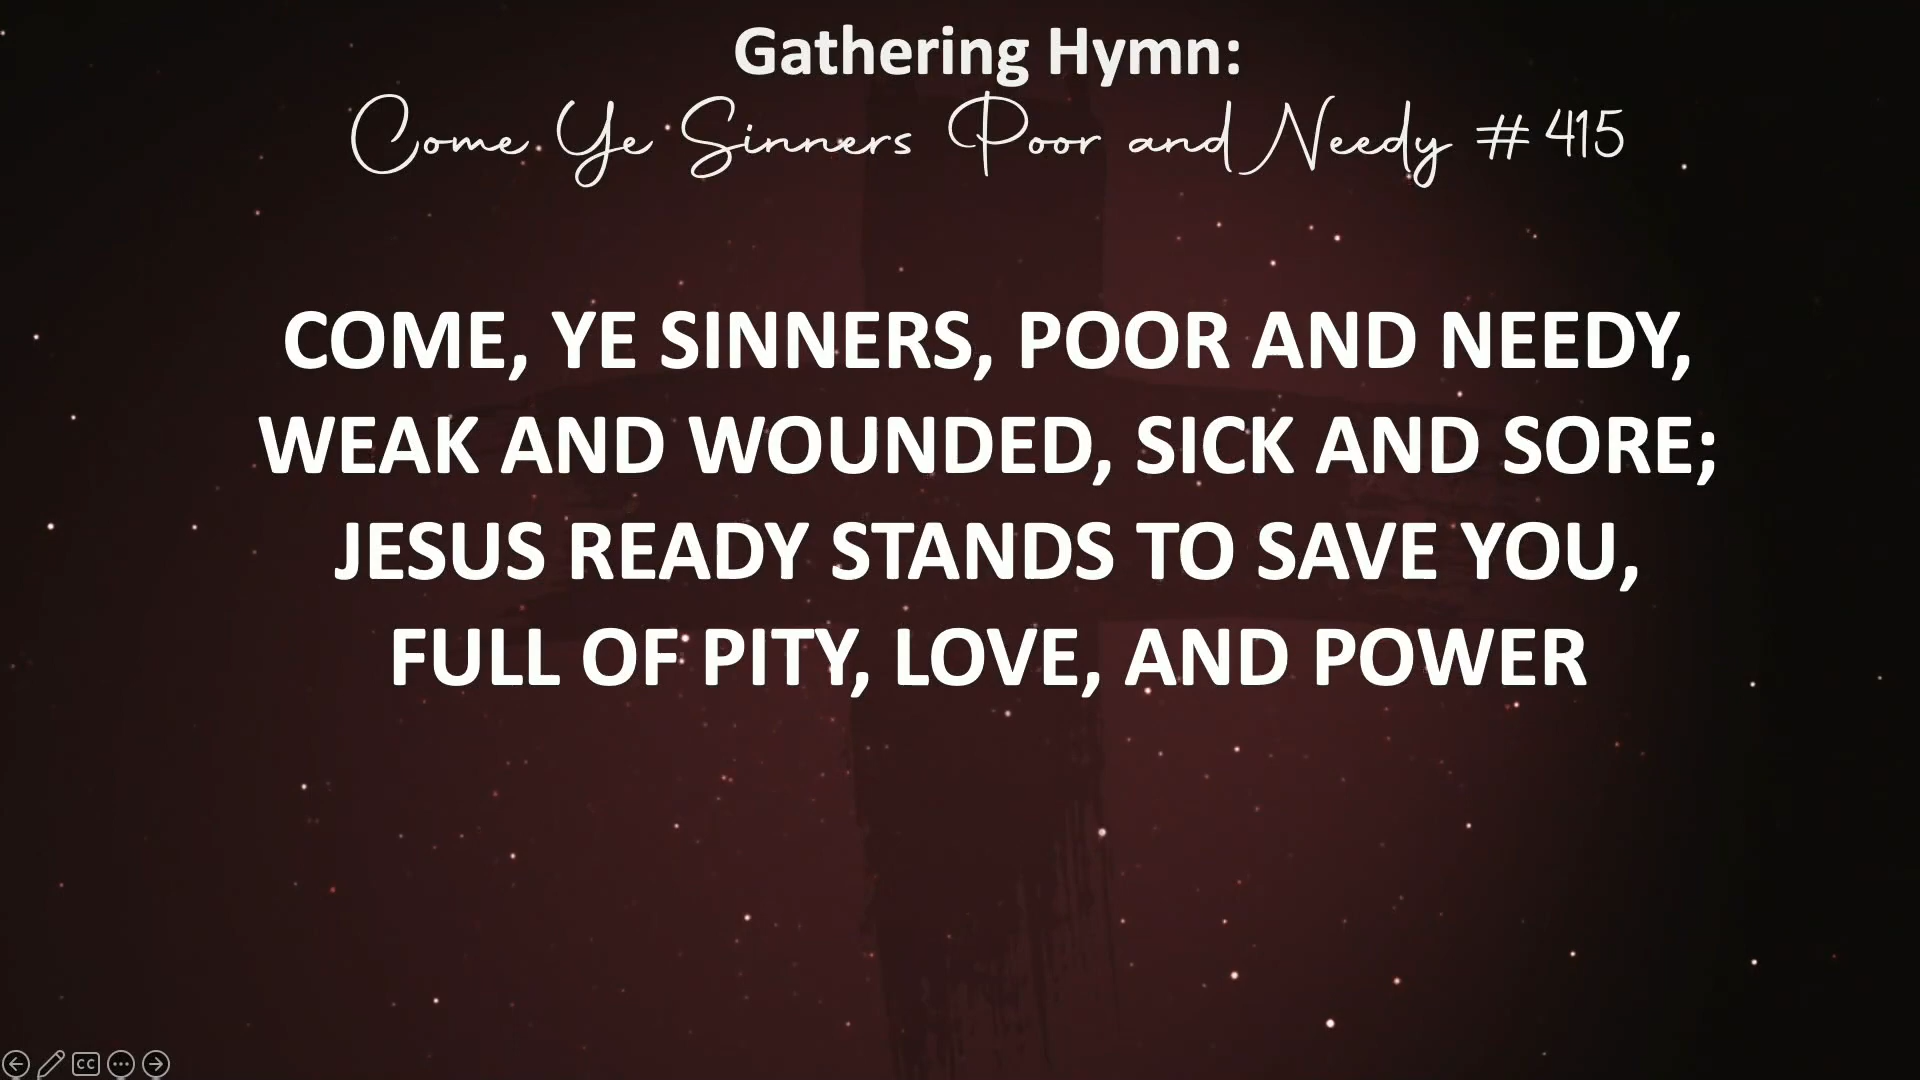 Gathering Hymn:
Come Ye Sinners Poor and Needy #415
COME, YE SINNERS, POOR AND NEEDY,
WEAK AND WOUNDED, SICK AND SORE;
JESUS READY STANDS TO SAVE YOU,
FULL OF PITY, LOVE, AND POWER
CC